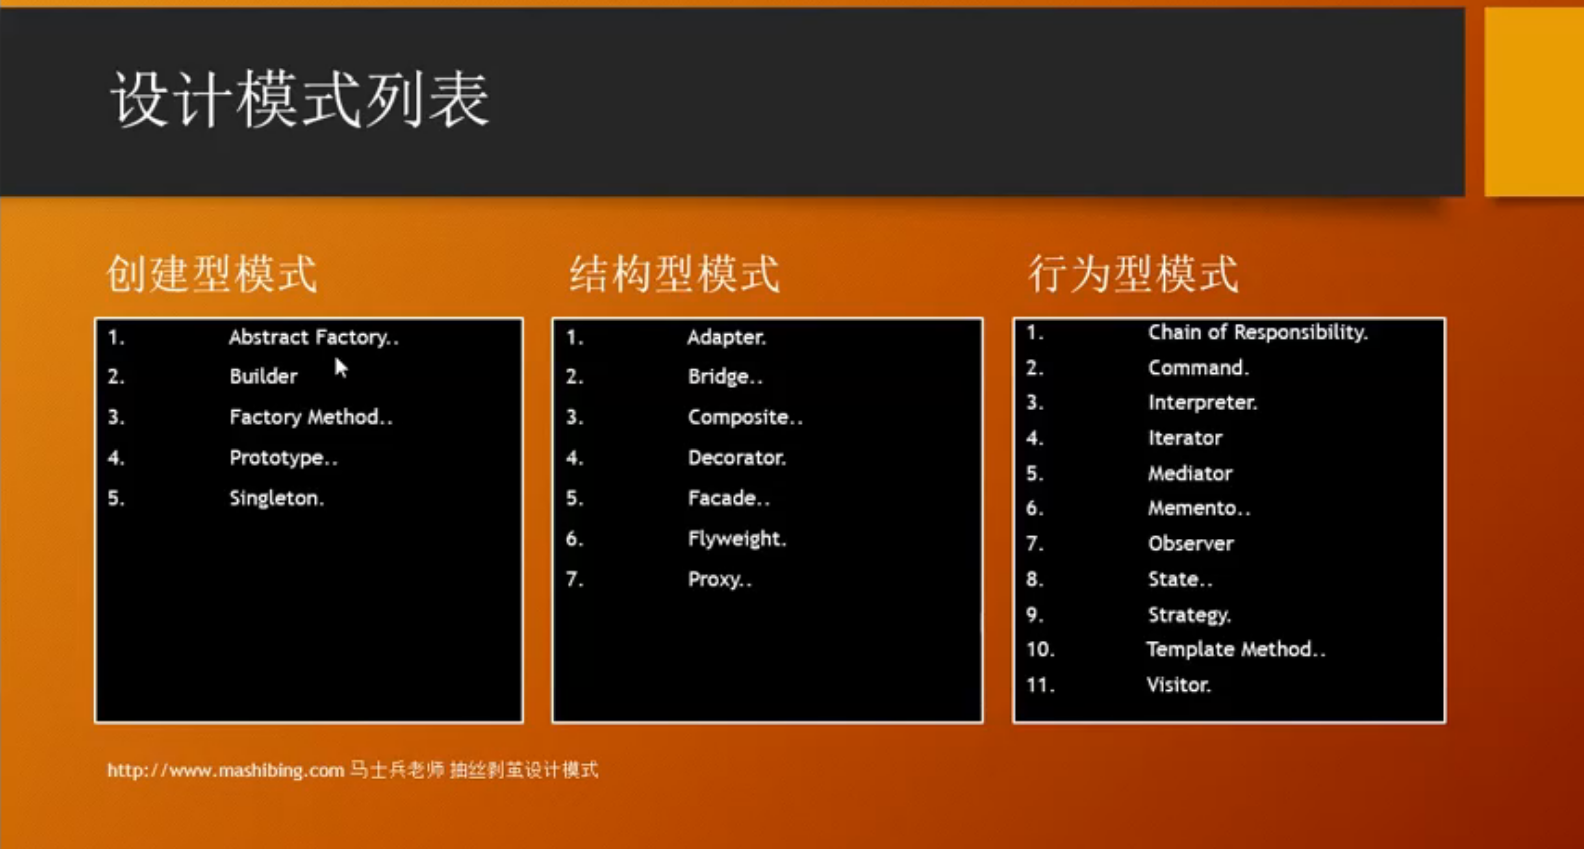 设计模式列表
创建型模式
1. Abstract Factory..
2. Builder
3. Factory Method..
4. Prototype..
5. Singleton.
结构型模式
1. Adapter.
2. Bridge..
3. Composite..
4. Decorator.
5. Facade..
6. Flyweight.
7. Proxy..
行为型模式
1. Chain of Responsibility.
2. Command.
3. Interpreter.
4. Iterator
5. Mediator
6. Memento..
7. Observer
8. State..
9. Strategy.
10. Template Method..
11. Visitor.
http://www.mashibing.com 马士兵老师 抽丝剥茧设计模式